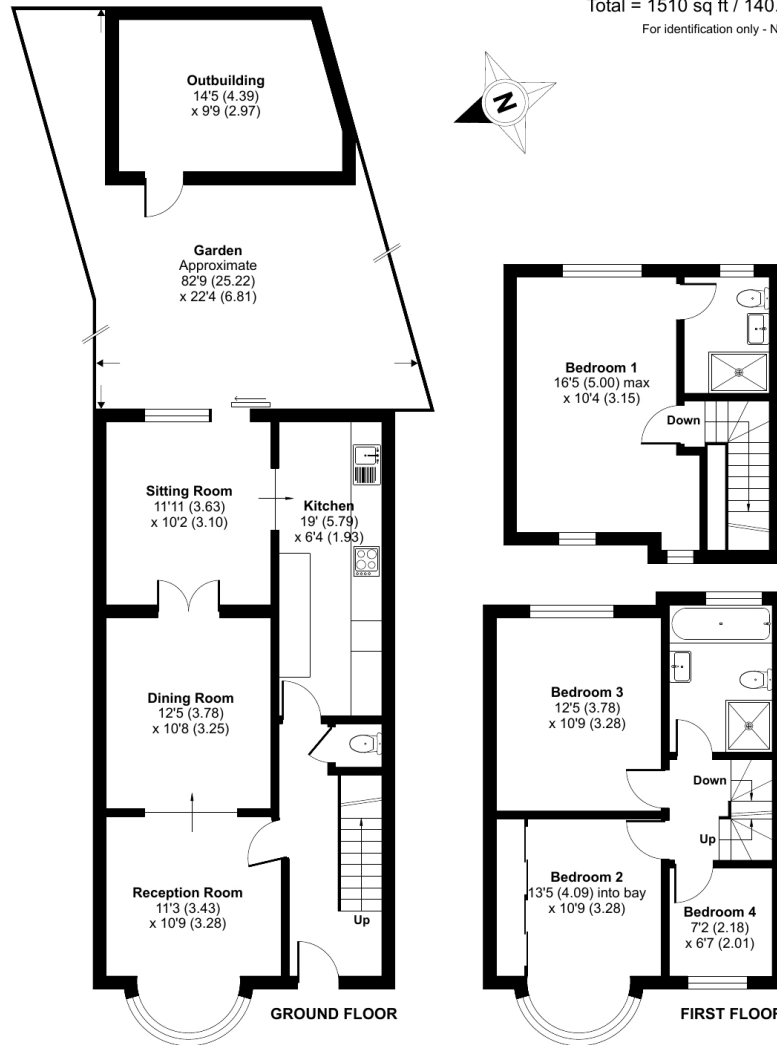 Total = 1510 sq ft / 140.
For identification only - N
Outbuilding
14'5 (4.39)
x 9'9 (2.97)
N
Garden
Approximate
82'9 (25.22)
x 22'4 (6.81)
Bedroom 1
16'5 (5.00) max
x 10'4 (3.15)
Down
Sitting Room
11'11 (3.63)
x 10'2 (3.10)
Kitchen
19' (5.79)
x 6'4 (1.93)
Dining Room
12'5 (3.78)
x 10'8 (3.25)
Bedroom 3
12'5 (3.78)
x 10'9 (3.28)
Down
Up
Reception Room
11'3 (3.43)
x 10'9 (3.28)
Up
Bedroom 2
13'5 (4.09) into bay
x 10'9 (3.28)
Bedroom 4
7'2 (2.18)
x 6'7 (2.01)
GROUND FLOOR
FIRST FLOOR